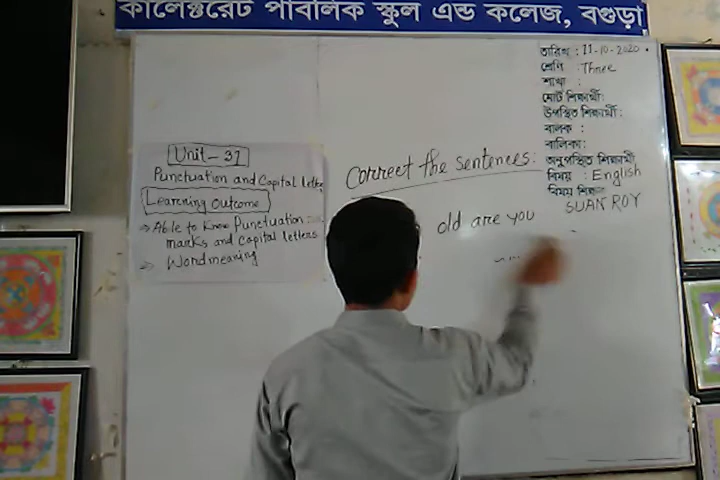 কালেক্টরেট পাবলিক স্কুল এন্ড কলেজ, বগুড়া
তারিখ : 11-10-2020
শ্রেণি : Three
শাখা :
মোট শিক্ষার্থী:
উপস্থিত শিক্ষার্থী:
বালক :
বালিকা:
অনুপস্থিত শিক্ষার্থী
বিষয় : English
বিষয় শিক্ষক
SUAN ROY
Unit-37
Punctuation and Capital letter
Learning outcome
→ Able to know Punctuation
marks and capital letters
→ Word meaning
Correct the sentences:
old are you